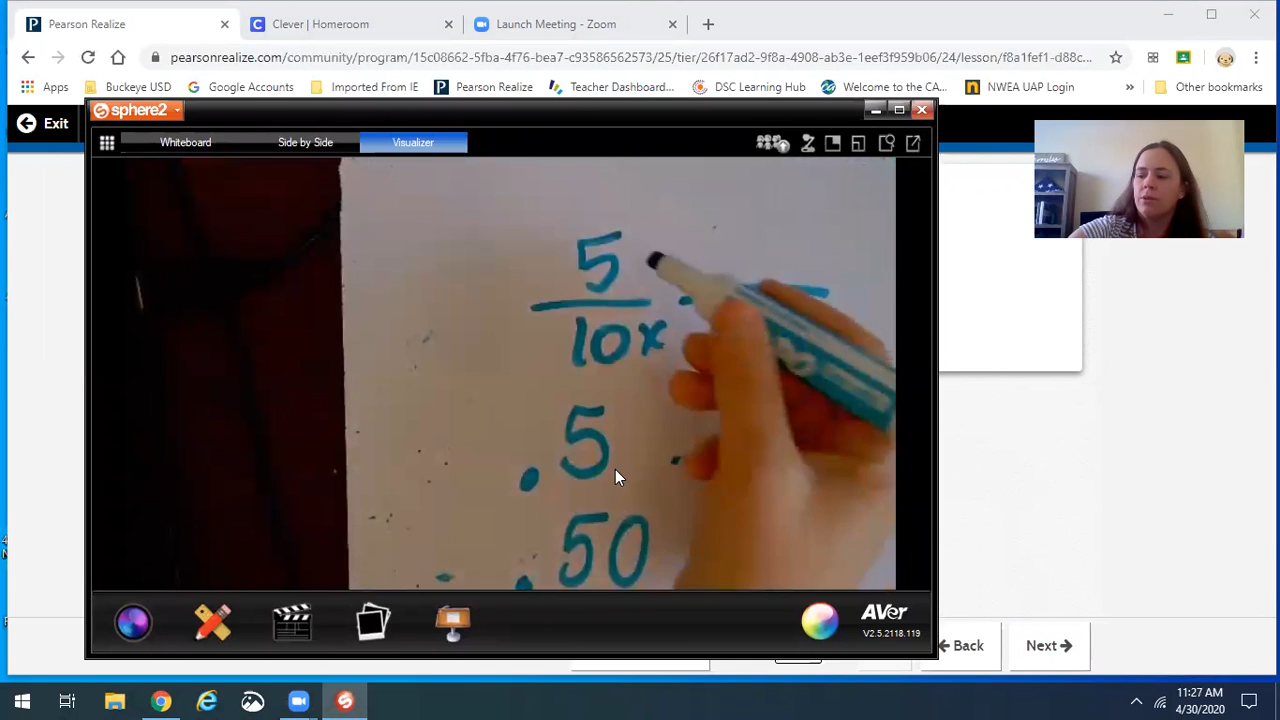 Pearson Realize
Clever | Homeroom
Launch Meeting - Zoom
pearsonrealize.com/community/program/15c08662-5fba-4f76-bea7-c93586562573/25/tier/26f17ad2-9f8a-4908-ab3e-1eef3f959b06/24/lesson/f8a1fef1-d88c...
Apps Buckeye USD Google Accounts Imported From IE Pearson Realize Teacher Dashboard... DSC Learning Hub Welcome to the CA... NWEA UAP Login » Other bookmarks
sphere2
Exit
Whiteboard Side by Side Visualizer
5
10 x
.5
.50
AVer
V2.5.2118.119
Back Next
11:27 AM
4/30/2020